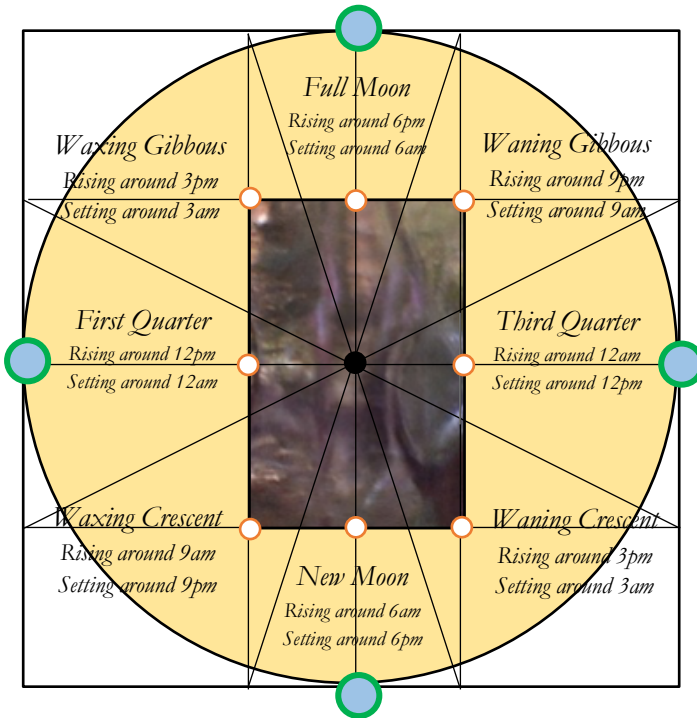 Full Moon
Rising around 6pm
Setting around 6am
Waxing Gibbous
Rising around 3pm
Setting around 3am
Waning Gibbous
Rising around 9pm
Setting around 9am
First Quarter
Rising around 12pm
Setting around 12am
Third Quarter
Rising around 12am
Setting around 12pm
Waxing Crescent
Rising around 9am
Setting around 9pm
New Moon
Rising around 6am
Setting around 6pm
Waning Crescent
Rising around 3pm
Setting around 3am